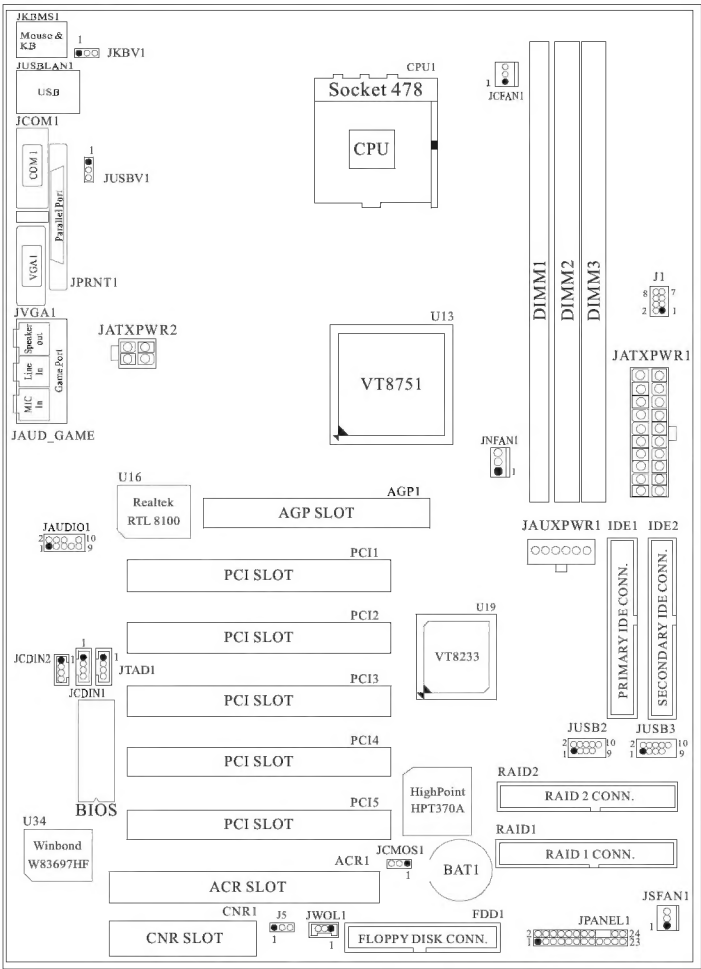 JKBMS1
Mouse &
KB
1
JKBV1
JUSBLAN1
USB
JCOM1
COM1
Parallel Port
1
JUSBV1
VGA1
JPRNT1
JVGA1
Speaker
out
Line
In
MIC
In
Game Port
JAUD_GAME
JATXPWR2
CPU1
Socket 478
CPU
1
JCFAN1
DIMM1
DIMM2
DIMM3
J1
8
7
2
1
U13
VT8751
JATXPWR1
JNFAN1
1
U16
Realtek
RTL 8100
AGP1
AGP SLOT
JAUDIO1
2
10
1
9
JAUXPWR1
IDE1
IDE2
PRIMARY IDE CONN.
SECONDARY IDE CONN.
PCI1
PCI SLOT
PCI2
PCI SLOT
U19
VT8233
JCDIN2
1
1
1
JTAD1
JCDIN1
PCI3
PCI SLOT
JUSB2
2
10
1
9
JUSB3
2
10
1
9
BIOS
PCI4
PCI SLOT
HighPoint
HPT370A
RAID2
RAID 2 CONN.
U34
Winbond
W83697HF
PCI5
PCI SLOT
RAID1
RAID 1 CONN.
JCMOS1
1
BAT1
ACR1
ACR SLOT
CNR1
CNR SLOT
J5
1
JWOL1
1
FDD1
FLOPPY DISK CONN.
JPANEL1
2
24
1
23
JSFAN1
1